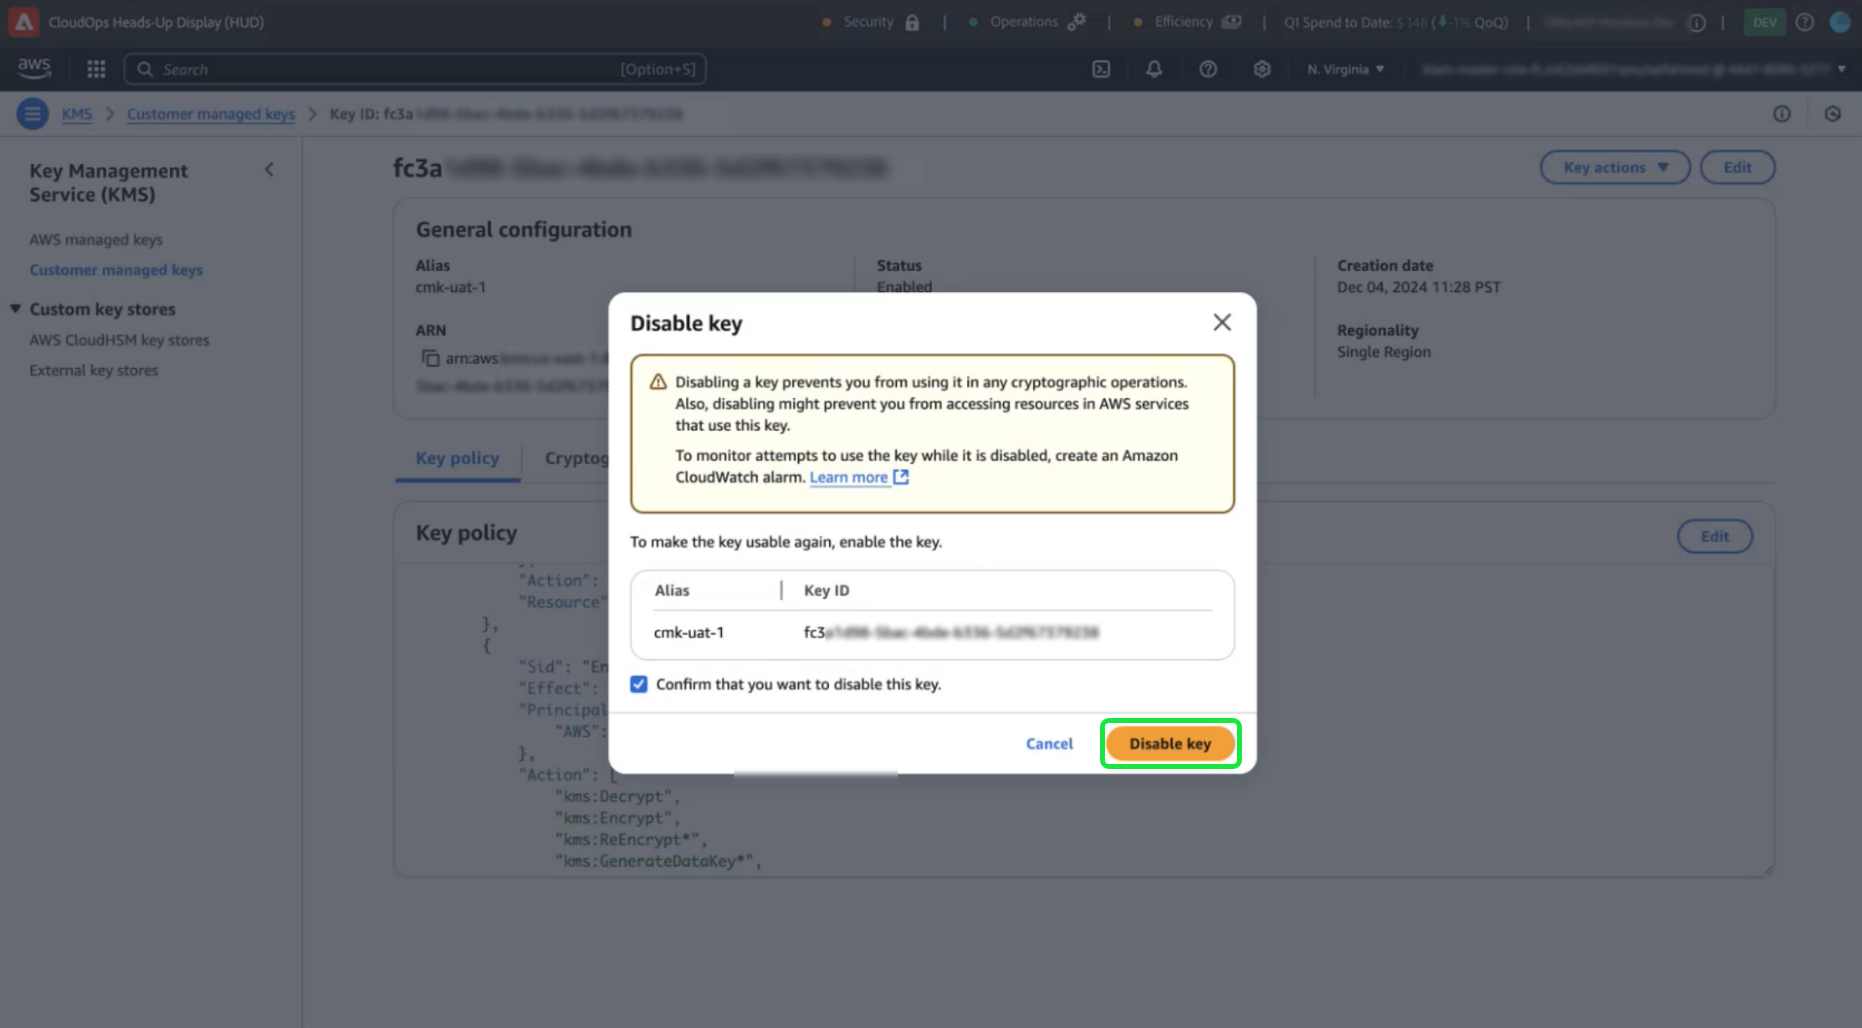 CloudOps Heads-Up Display (HUD)
Security
|
Operations
|
Efficiency
|
Q1 Spend to Date: $ 148 (-1% QoQ)
|
|
DEV
aws
Search
[Option+S]
N. Virginia
KMS
Customer managed keys
Key ID: fc3a
Key Management
Service (KMS)
AWS managed keys
Customer managed keys
Custom key stores
AWS CloudHSM key stores
External key stores
fc3a
Key actions
Edit
General configuration
Alias
cmk-uat-1
Status
Enabled
Creation date
Dec 04, 2024 11:28 PST
ARN
arn:aws
Regionality
Single Region
Key policy
Cryptog
Key policy
Edit
"Action":
"Resource"
},
{
"Sid": "En
"Effect":
"Principal
"AWS":
},
"Action": [
"kms:Decrypt",
"kms:Encrypt",
"kms:ReEncrypt*",
"kms:GenerateDataKey*",
Disable key
Disabling a key prevents you from using it in any cryptographic operations.
Also, disabling might prevent you from accessing resources in AWS services
that use this key.
To monitor attempts to use the key while it is disabled, create an Amazon
CloudWatch alarm. Learn more
To make the key usable again, enable the key.
Alias
Key ID
cmk-uat-1
fc3
Confirm that you want to disable this key.
Cancel
Disable key